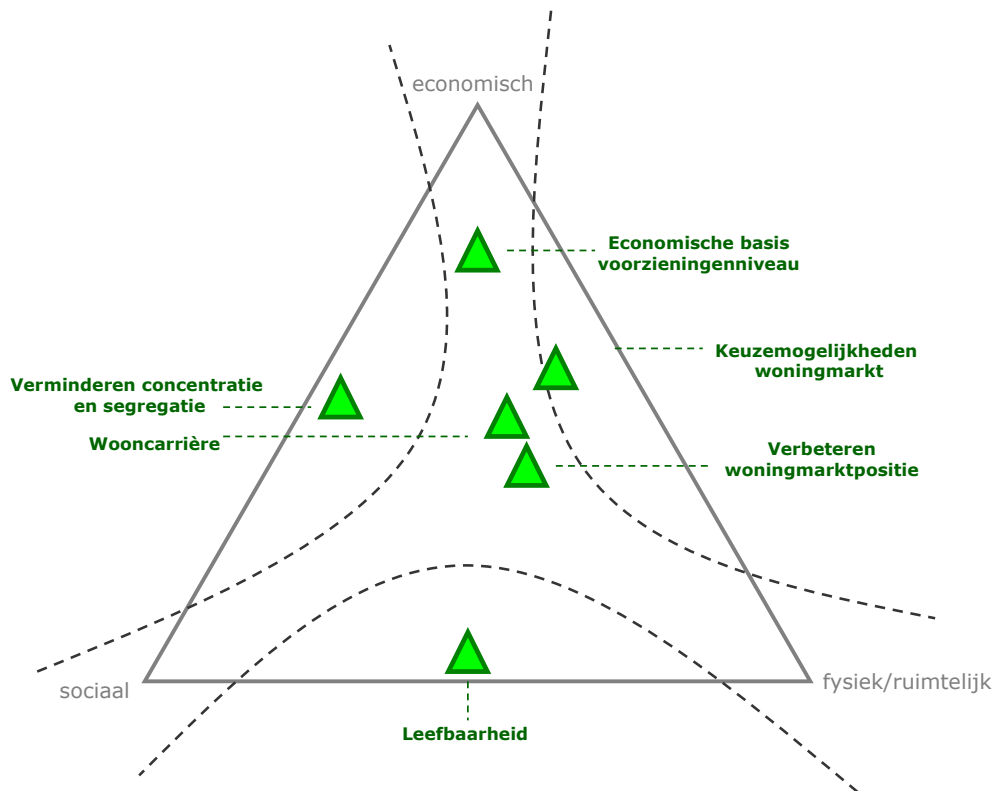 economisch
Economische basis
voorzieningenniveau
Keuzemogelijkheden
woningmarkt
Verminderen concentratie
en segregatie
Wooncarrière
Verbeteren
woningmarktpositie
sociaal
fysiek/ruimtelijk
Leefbaarheid